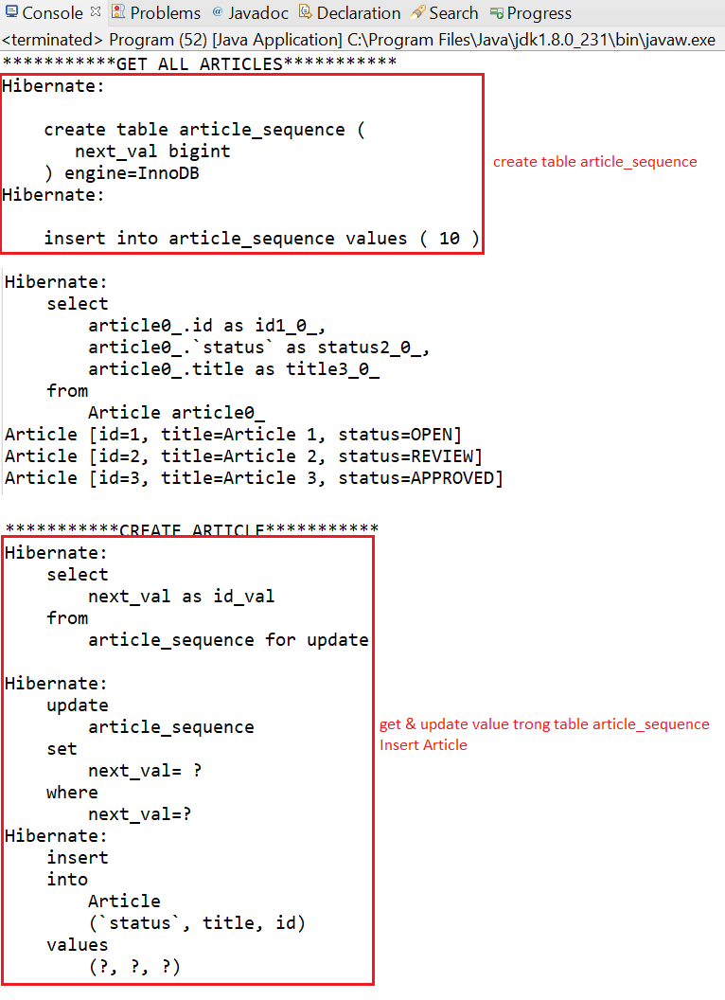 Console Problems @ Javadoc Declaration Search Progress
<terminated> Program (52) [Java Application] C:\Program Files\Java\jdk1.8.0_231\bin\javaw.exe
***********GET ALL ARTICLES***********
Hibernate:
create table article_sequence (
next_val bigint
) engine=InnoDB
create table article_sequence
Hibernate:
insert into article_sequence values ( 10 )
Hibernate:
select
article0_.id as id1_0_,
article0_.`status` as status2_0_,
article0_.title as title3_0_
from
Article article0_
Article [id=1, title=Article 1, status=OPEN]
Article [id=2, title=Article 2, status=REVIEW]
Article [id=3, title=Article 3, status=APPROVED]
***********CREATE ARTICLE***********
Hibernate:
select
next_val as id_val
from
article_sequence for update
Hibernate:
update
article_sequence
set
next_val= ?
where
next_val=?
get & update value trong table article_sequence
Insert Article
Hibernate:
insert
into
Article
(`status`, title, id)
values
(?, ?, ?)